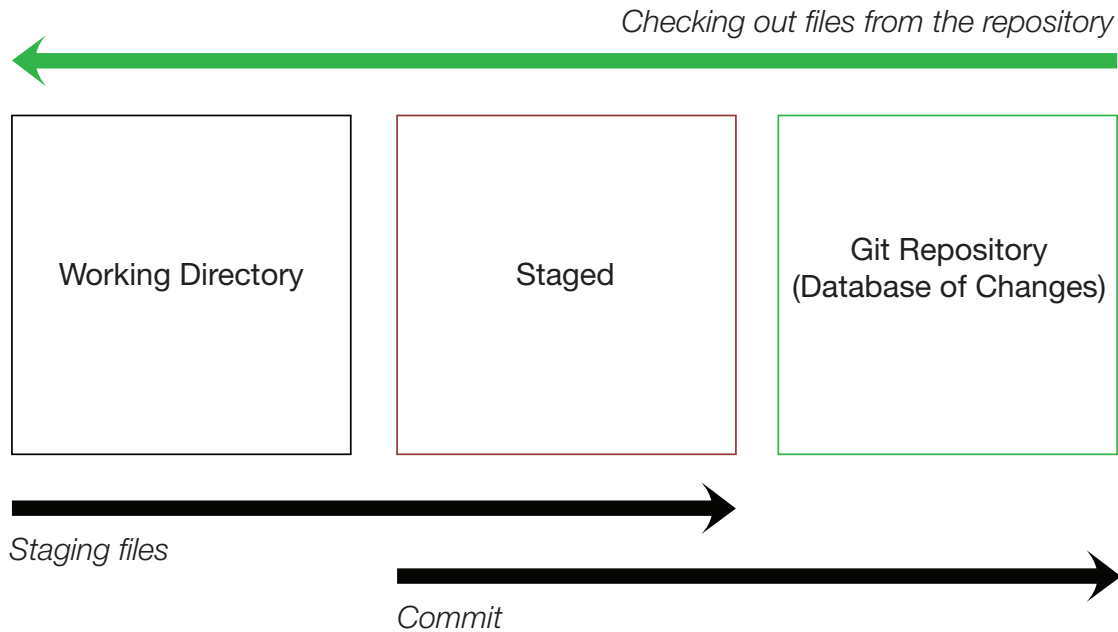 Checking out files from the repository
Working Directory
Staged
Git Repository
(Database of Changes)
Staging files
Commit